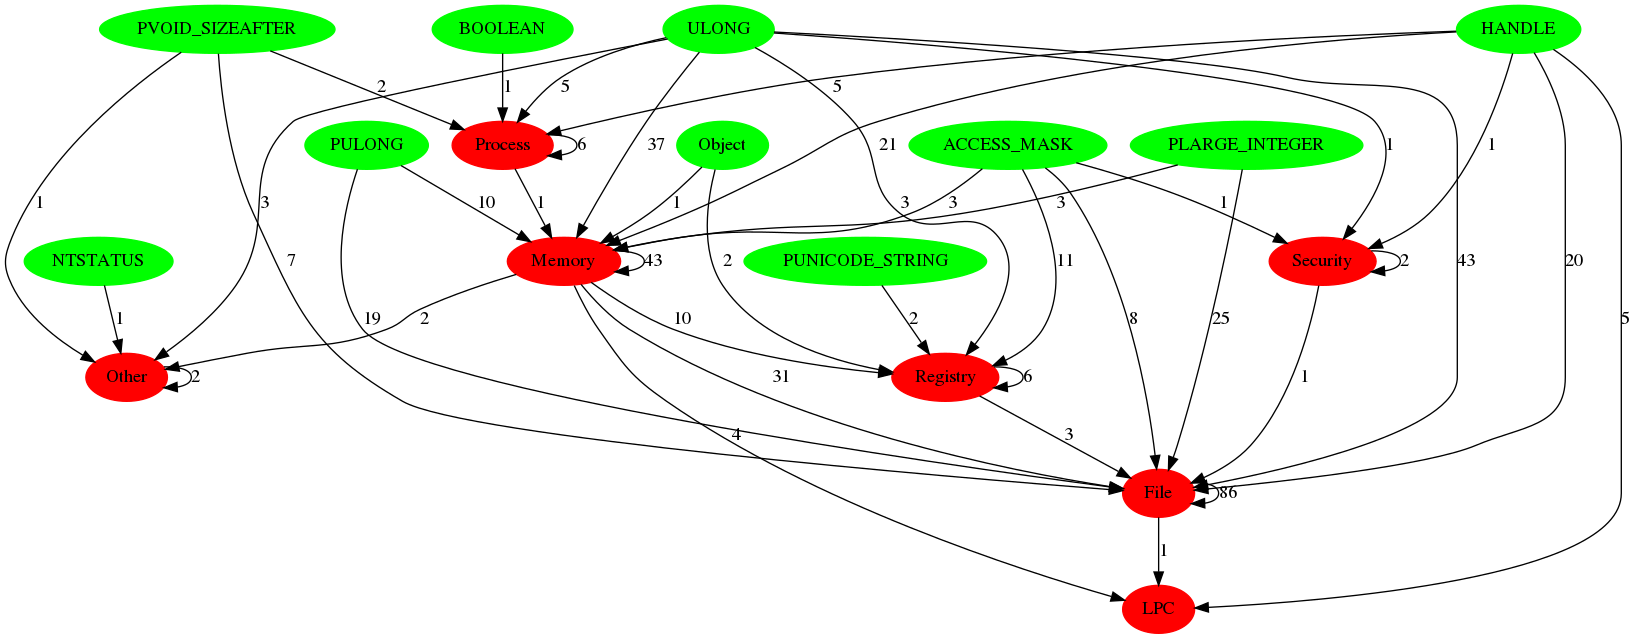 PVOID_SIZEAFTER BOOLEAN ULONG HANDLE
2 1 5 5
PULONG Process 6 37 Object 21 ACCESS_MASK PLARGE_INTEGER 1 1
1 3 10 1 1 3 3 3 1
NTSTATUS 7 Memory 43 2 PUNICODE_STRING 11 Security 2 43 20
1 19 2 10 2 8 25 5
Other 2 31 Registry 6 1
4 3
File 86
1
LPC